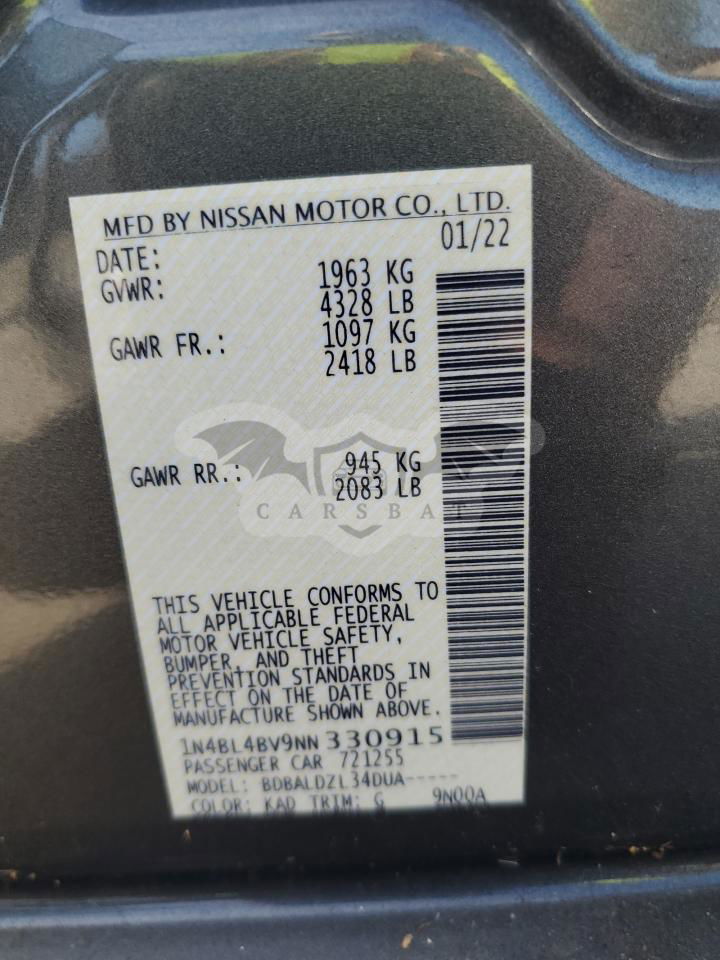 MFD BY NISSAN MOTOR CO., LTD.
DATE: 01/22
GVWR: 1963 KG
4328 LB
GAWR FR.: 1097 KG
2418 LB
GAWR RR.: 945 KG
2083 LB
CARSBAT
THIS VEHICLE CONFORMS TO
ALL APPLICABLE FEDERAL
MOTOR VEHICLE SAFETY,
BUMPER, AND THEFT
PREVENTION STANDARDS IN
EFFECT ON THE DATE OF
MANUFACTURE SHOWN ABOVE.
1N4BL4BV9NN 330915
PASSENGER CAR 721255
MODEL: BDBALDZL34DUA-----
COLOR: KAD TRIM: G 9N00A